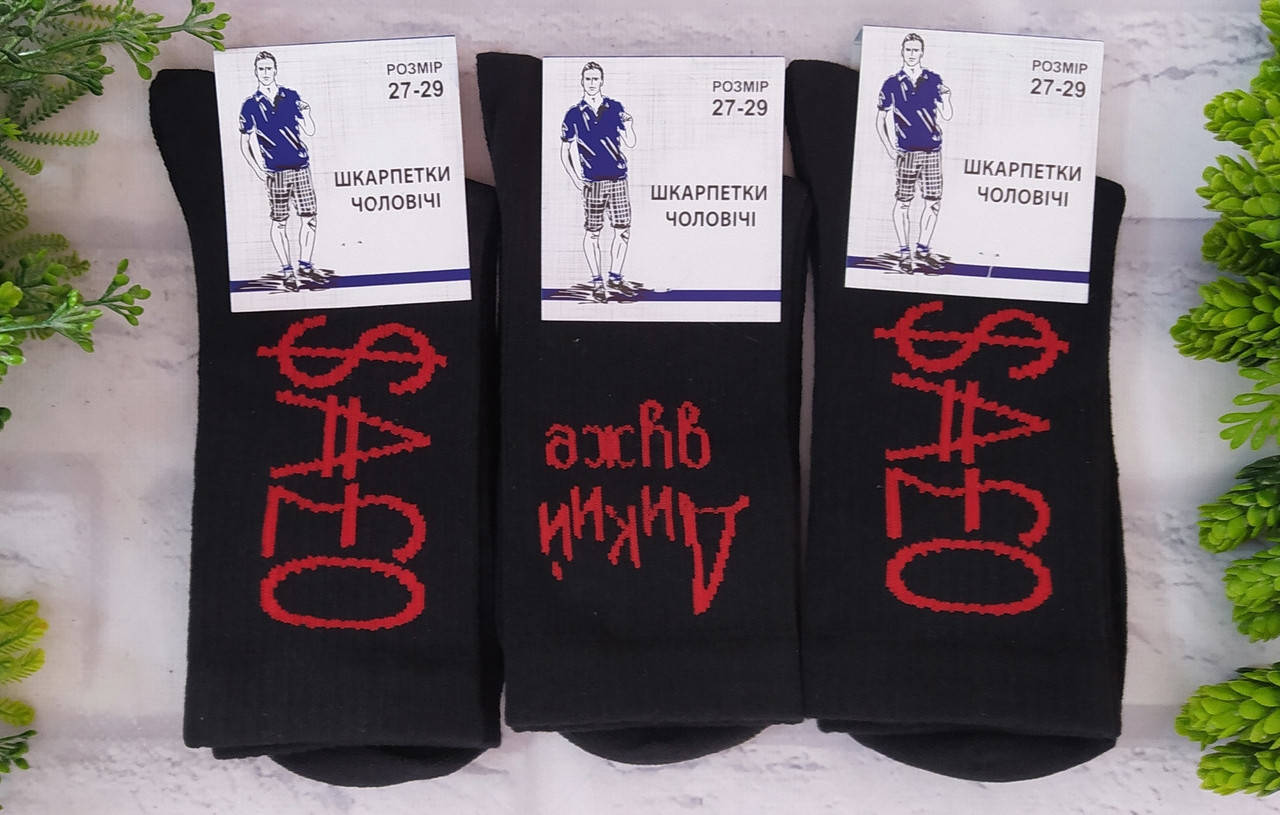 РОЗМІР
27-29
ШКАРПЕТКИ
ЧОЛОВІЧІ
$A£O
РОЗМІР
27-29
ШКАРПЕТКИ
ЧОЛОВІЧІ
Дикий
дуже
РОЗМІР
27-29
ШКАРПЕТКИ
ЧОЛОВІЧІ
$A£O